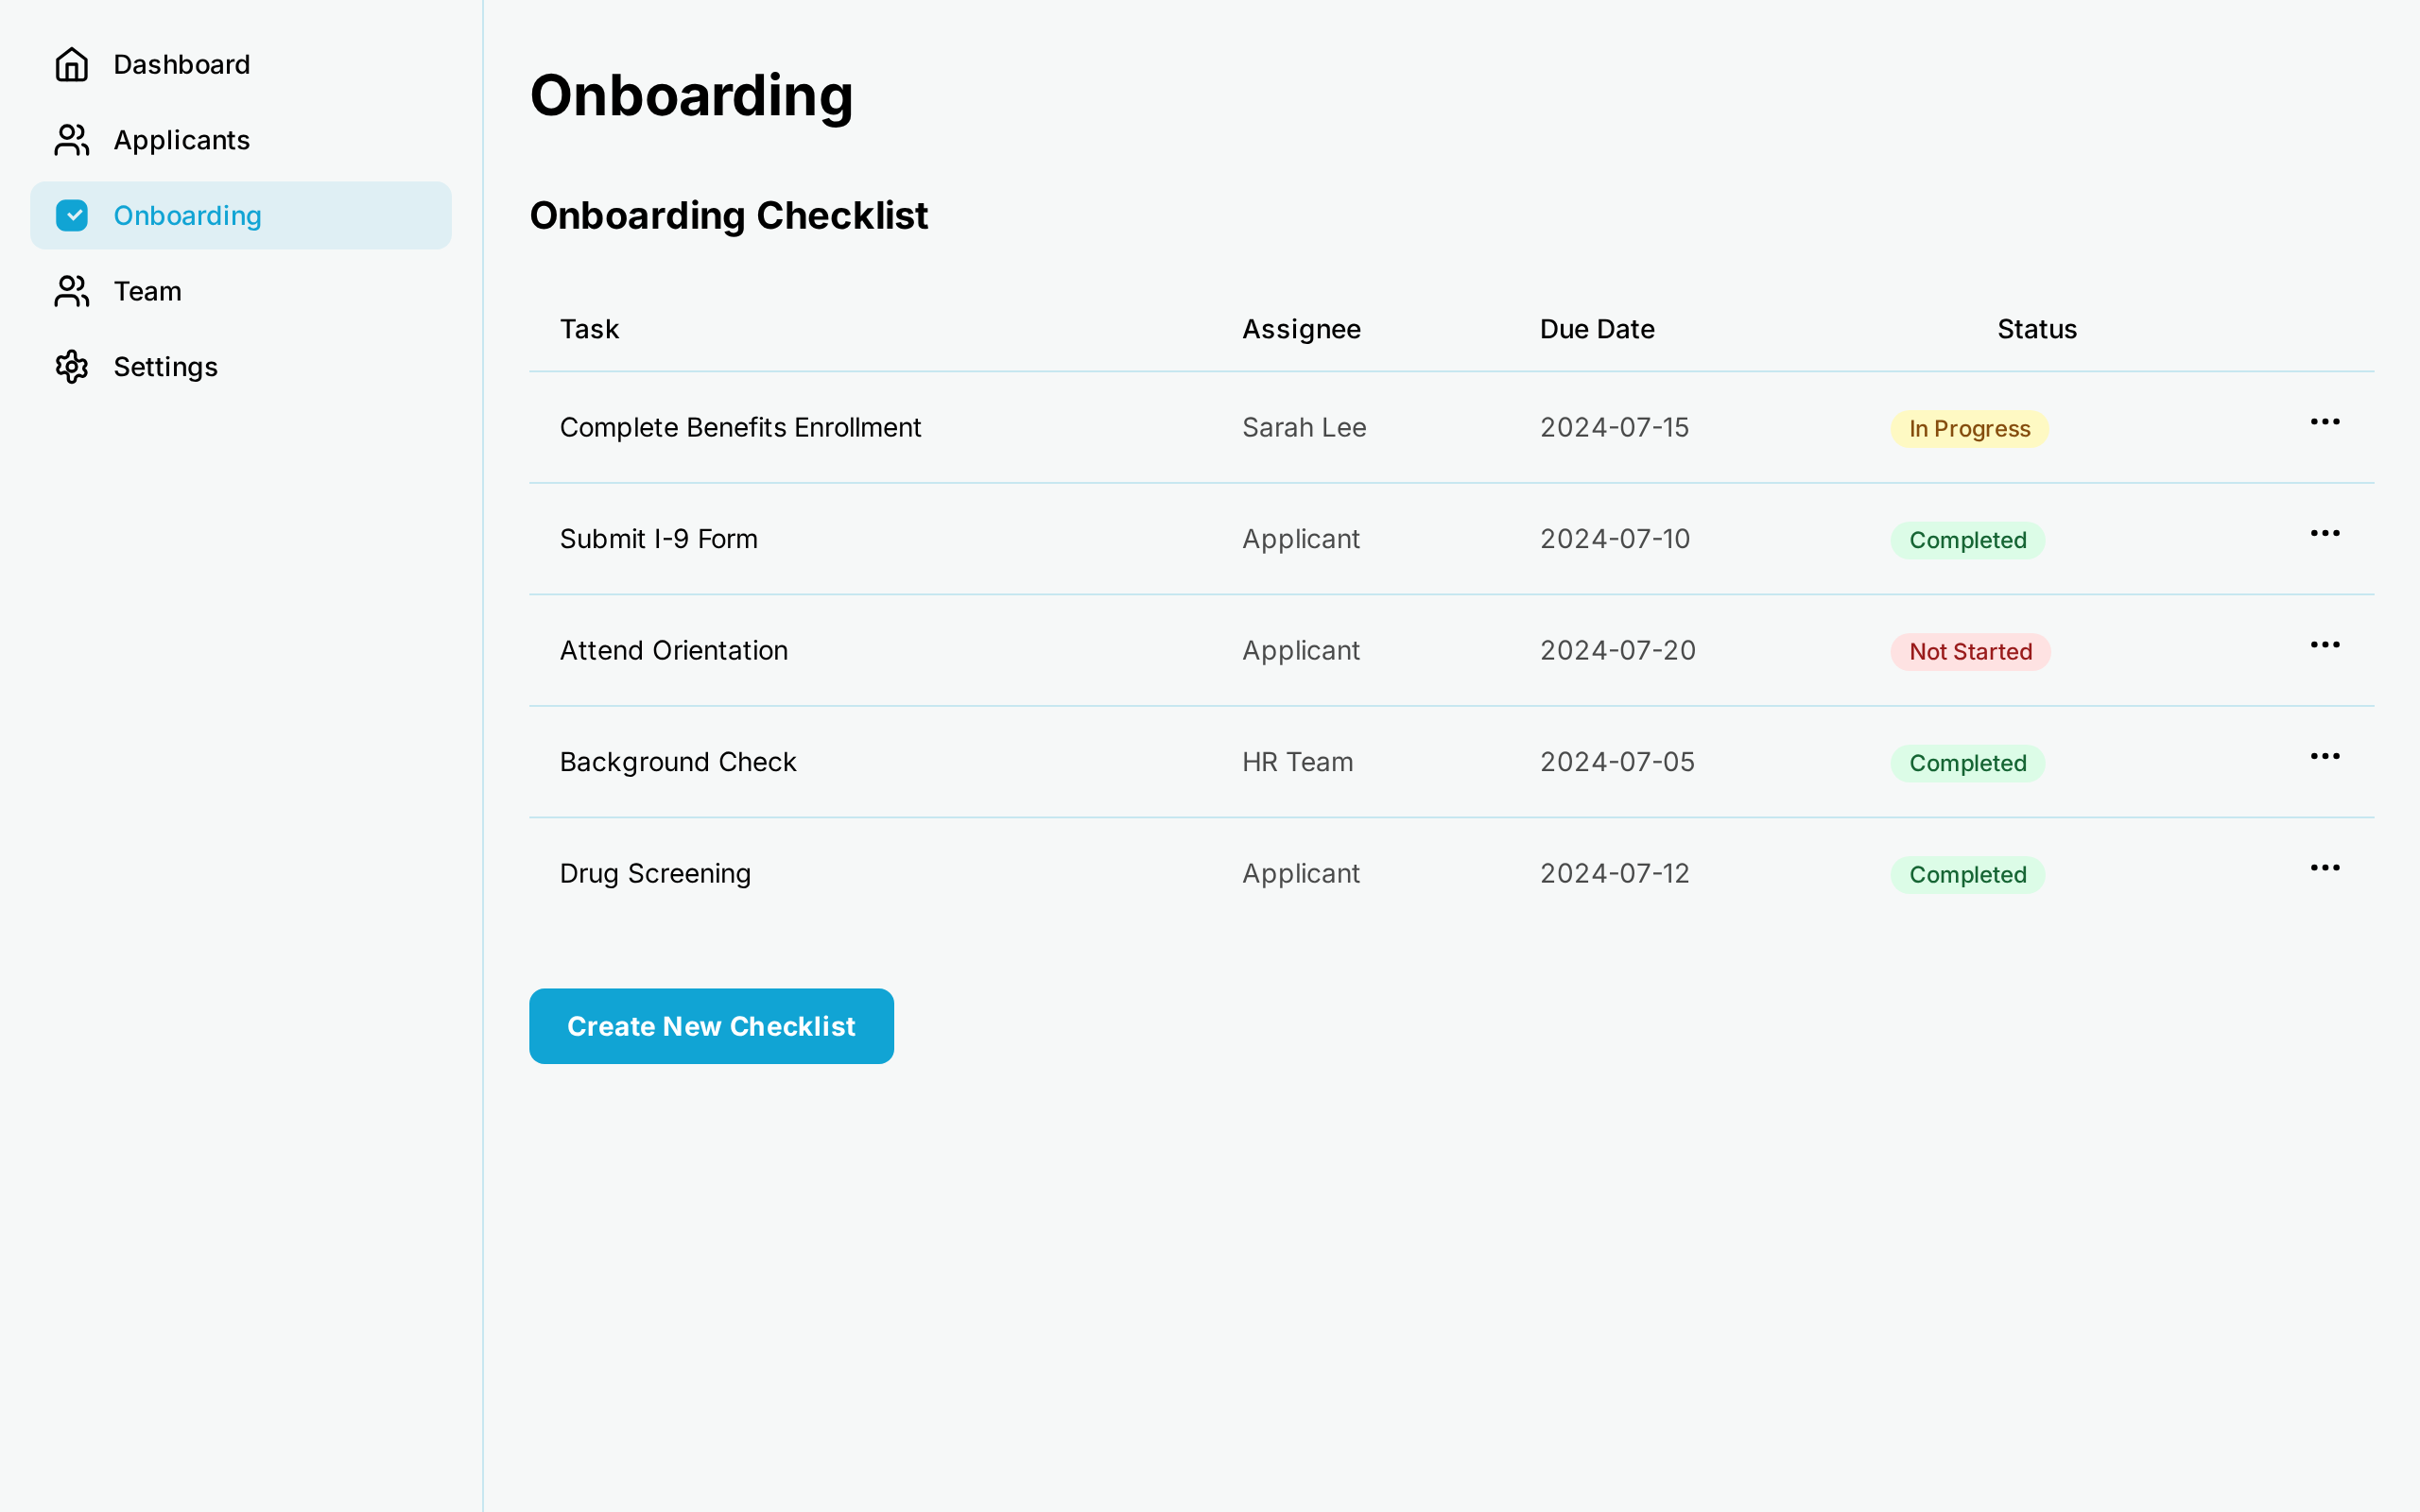 Dashboard
Applicants
Onboarding
Team
Settings
Onboarding
Onboarding Checklist
Task Assignee Due Date Status
Complete Benefits Enrollment Sarah Lee 2024-07-15 In Progress
Submit I-9 Form Applicant 2024-07-10 Completed
Attend Orientation Applicant 2024-07-20 Not Started
Background Check HR Team 2024-07-05 Completed
Drug Screening Applicant 2024-07-12 Completed
Create New Checklist